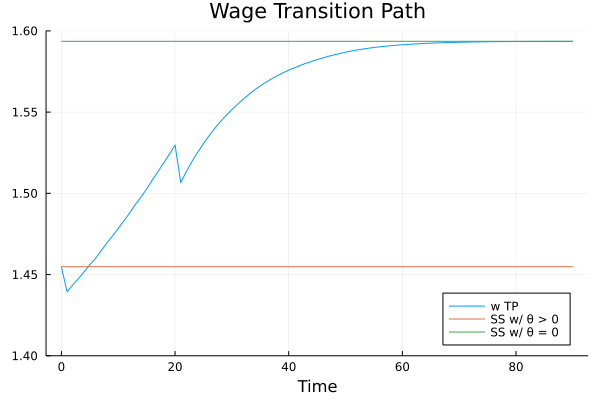 Wage Transition Path
1.60
1.55
1.50
1.45
1.40
w TP
SS w/ θ > 0
SS w/ θ = 0
0 20 40 60 80
Time